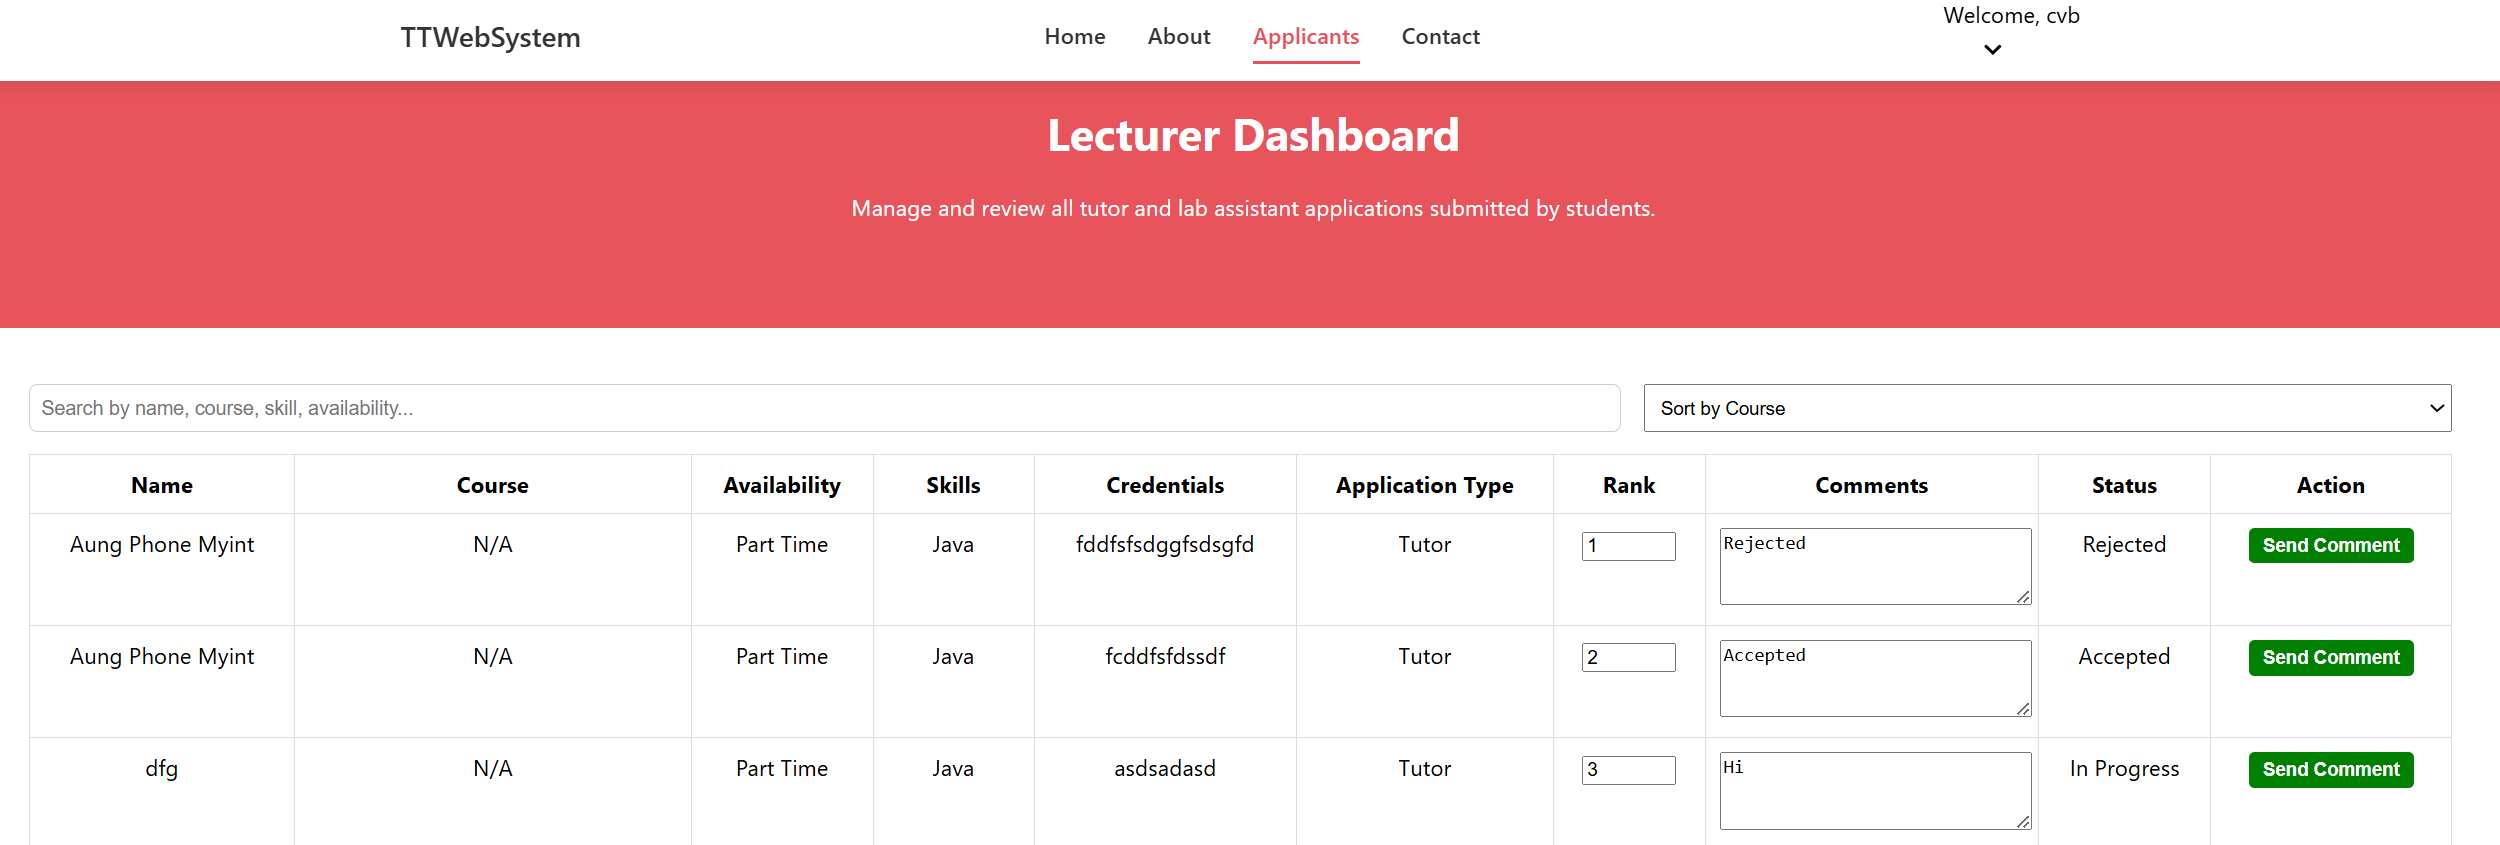 TTWebSystem Home About Applicants Contact Welcome, cvb
Lecturer Dashboard
Manage and review all tutor and lab assistant applications submitted by students.
Search by name, course, skill, availability... Sort by Course
Name Course Availability Skills Credentials Application Type Rank Comments Status Action
Aung Phone Myint N/A Part Time Java fddfsfsdggfsdsgfd Tutor 1 Rejected Rejected Send Comment
Aung Phone Myint N/A Part Time Java fcddfsfdssdf Tutor 2 Accepted Accepted Send Comment
dfg N/A Part Time Java asdsadasd Tutor 3 Hi In Progress Send Comment